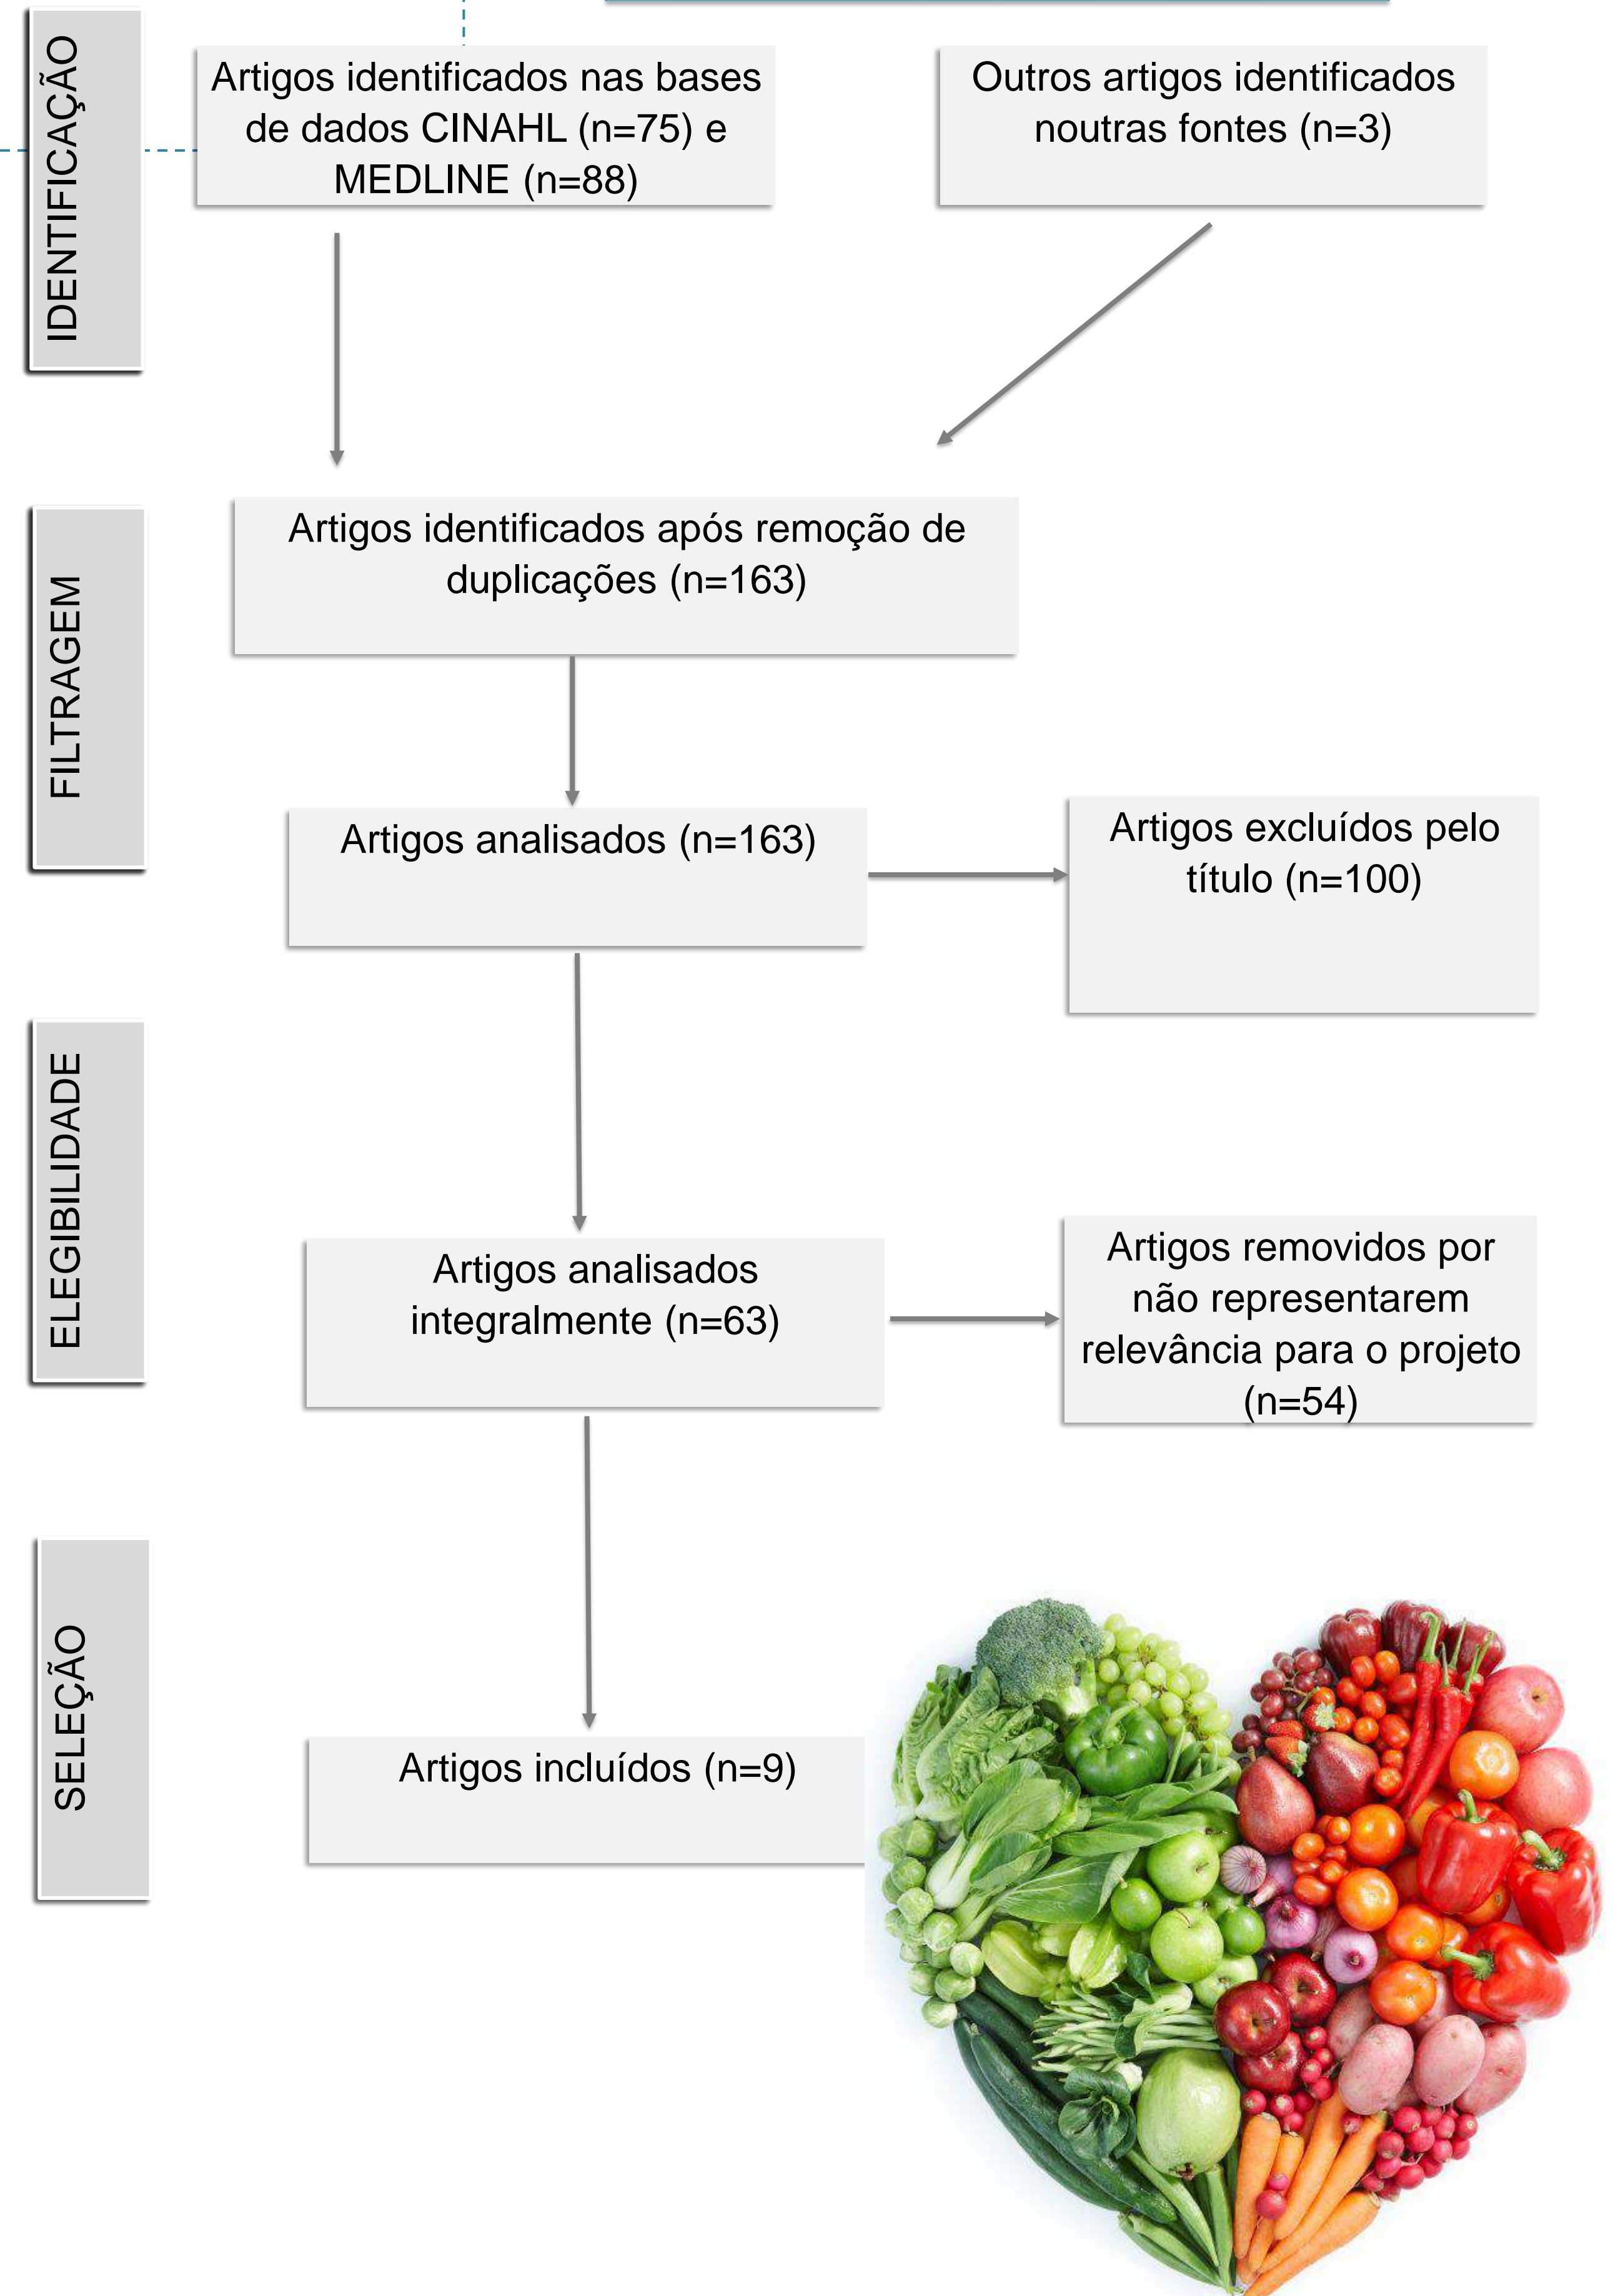 IDENTIFICAÇÃO
Artigos identificados nas bases
de dados CINAHL (n=75) e
MEDLINE (n=88)
Outros artigos identificados
noutras fontes (n=3)
FILTRAGEM
Artigos identificados após remoção de
duplicações (n=163)
Artigos analisados (n=163)
Artigos excluídos pelo
título (n=100)
ELEGIBILIDADE
Artigos analisados
integralmente (n=63)
Artigos removidos por
não representarem
relevância para o projeto
(n=54)
SELEÇÃO
Artigos incluídos (n=9)